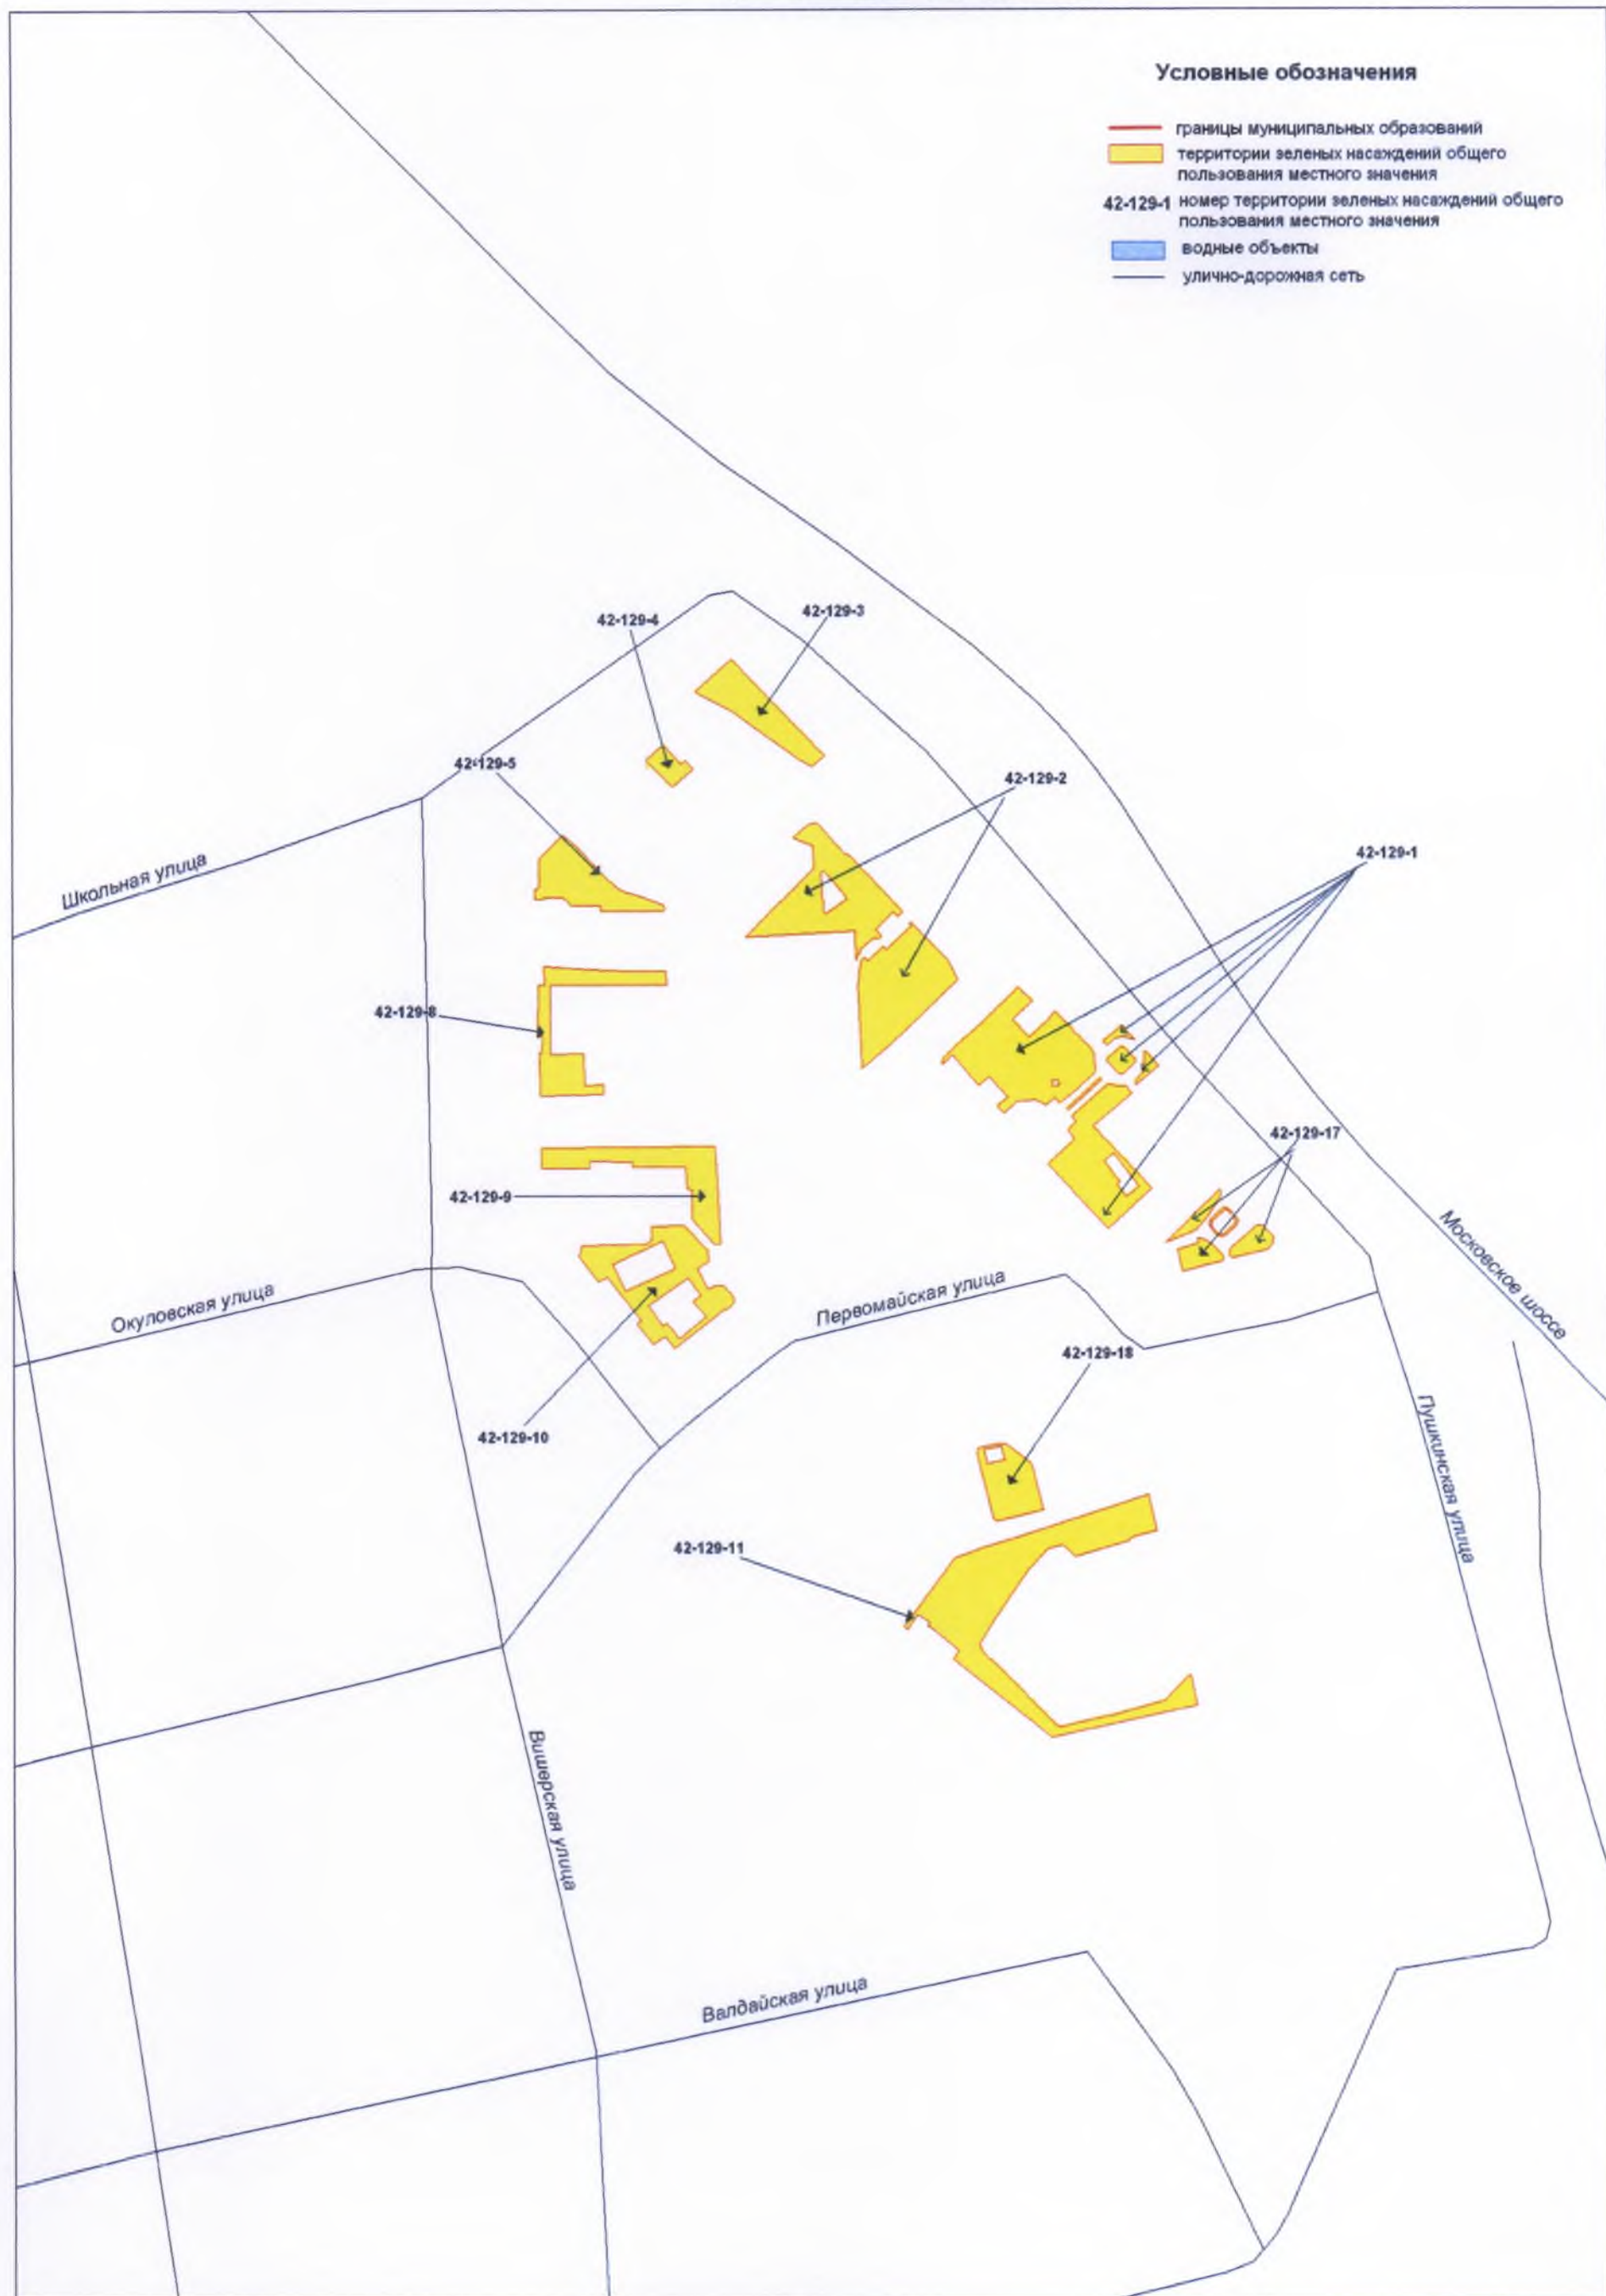 Условные обозначения
границы муниципальных образований
территории зеленых насаждений общего
пользования местного значения
42-129-1 номер территории зеленых насаждений общего
пользования местного значения
водные объекты
улично-дорожная сеть
42-129-4
42-129-3
42-129-5
42-129-2
42-129-1
Школьная улица
42-129-8
42-129-17
42-129-9
Московское шоссе
Окуловская улица
Первомайская улица
42-129-18
42-129-10
Пушкинская улица
42-129-11
Вишерская улица
Валдайская улица